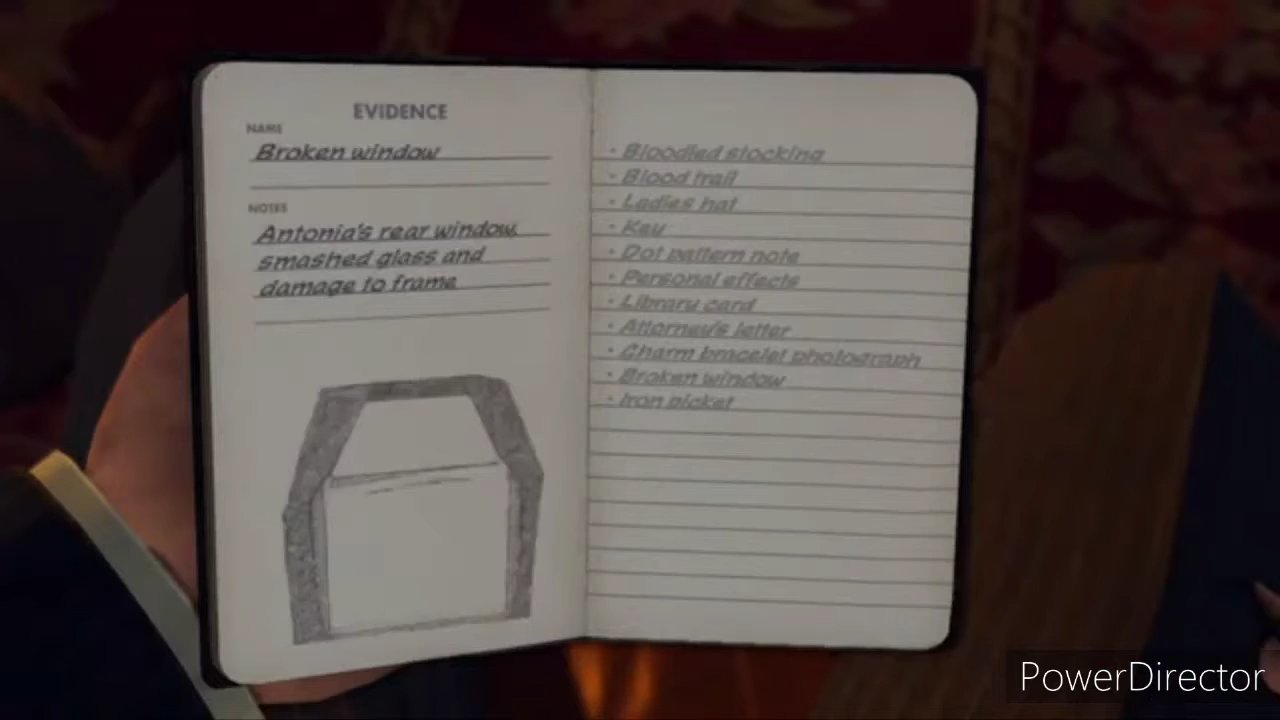 EVIDENCE
NAME
Broken window
NOTES
Antonia's rear window,
smashed glass and
damage to frame
• Bloodied stocking
• Blood trail
• Ladies hat
• Key
• Dot pattern note
• Personal effects
• Library card
• Attorney's letter
• Charm bracelet photograph
• Broken window
• Iron picket
PowerDirector